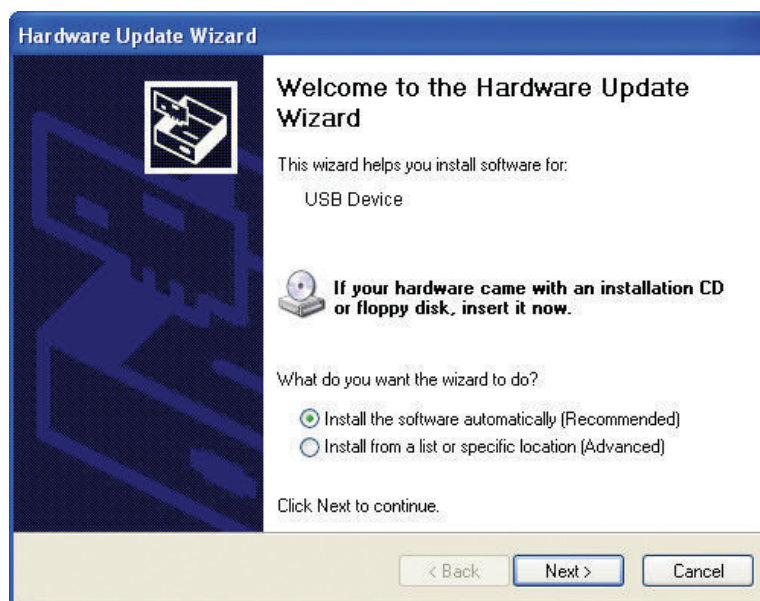 Hardware Update Wizard
Welcome to the Hardware Update
Wizard
This wizard helps you install software for:
USB Device
If your hardware came with an installation CD
or floppy disk, insert it now.
What do you want the wizard to do?
Install the software automatically (Recommended)
Install from a list or specific location (Advanced)
Click Next to continue.
< Back Next > Cancel